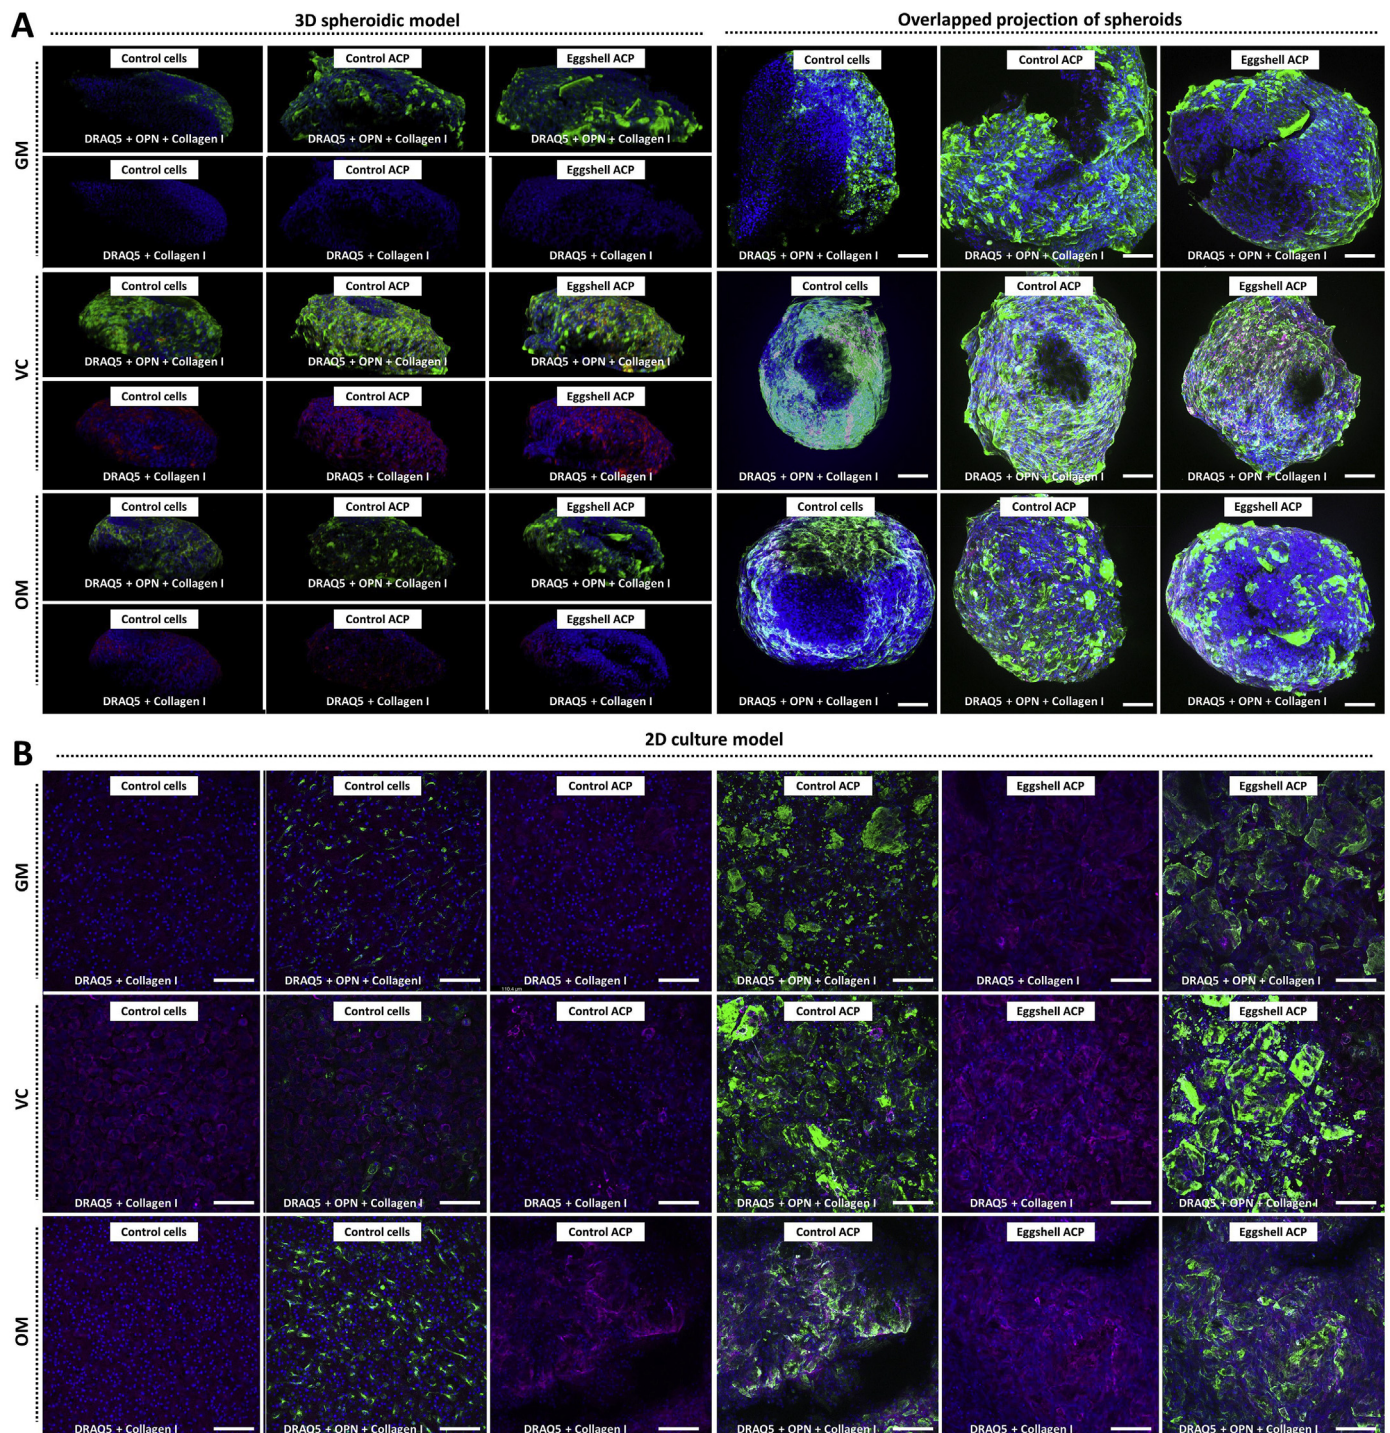 A
3D spheroidic model
Overlapped projection of spheroids
GM
Control cells
Control ACP
Eggshell ACP
Control cells
Control ACP
Eggshell ACP
DRAQ5 + OPN + Collagen I
DRAQ5 + OPN + Collagen I
DRAQ5 + OPN + Collagen I
Control cells
Control ACP
Eggshell ACP
DRAQ5 + Collagen I
DRAQ5 + Collagen I
DRAQ5 + Collagen I
DRAQ5 + OPN + Collagen I
DRAQ5 + OPN + Collagen I
DRAQ5 + OPN + Collagen I
VC
Control cells
Control ACP
Eggshell ACP
Control cells
Control ACP
Eggshell ACP
DRAQ5 + OPN + Collagen I
DRAQ5 + OPN + Collagen I
DRAQ5 + OPN + Collagen I
Control cells
Control ACP
Eggshell ACP
DRAQ5 + Collagen I
DRAQ5 + Collagen I
DRAQ5 + Collagen I
DRAQ5 + OPN + Collagen I
DRAQ5 + OPN + Collagen I
DRAQ5 + OPN + Collagen I
OM
Control cells
Control ACP
Eggshell ACP
Control cells
Control ACP
Eggshell ACP
DRAQ5 + OPN + Collagen I
DRAQ5 + OPN + Collagen I
DRAQ5 + OPN + Collagen I
Control cells
Control ACP
Eggshell ACP
DRAQ5 + Collagen I
DRAQ5 + Collagen I
DRAQ5 + Collagen I
DRAQ5 + OPN + Collagen I
DRAQ5 + OPN + Collagen I
DRAQ5 + OPN + Collagen I
B
2D culture model
GM
Control cells
Control cells
Control ACP
Control ACP
Eggshell ACP
Eggshell ACP
DRAQ5 + Collagen I
DRAQ5 + OPN + CollagenI
DRAQ5 + Collagen I
DRAQ5 + OPN + Collagen I
DRAQ5 + Collagen I
DRAQ5 + OPN + Collagen I
110.4 µm
VC
Control cells
Control cells
Control ACP
Control ACP
Eggshell ACP
Eggshell ACP
DRAQ5 + Collagen I
DRAQ5 + OPN + Collagen I
DRAQ5 + Collagen I
DRAQ5 + OPN + Collagen I
DRAQ5 + Collagen I
DRAQ5 + OPN + Collagen I
OM
Control cells
Control cells
Control ACP
Control ACP
Eggshell ACP
Eggshell ACP
DRAQ5 + Collagen I
DRAQ5 + OPN + Collagen I
DRAQ5 + Collagen I
DRAQ5 + OPN + Collagen I
DRAQ5 + Collagen I
DRAQ5 + OPN + Collagen I